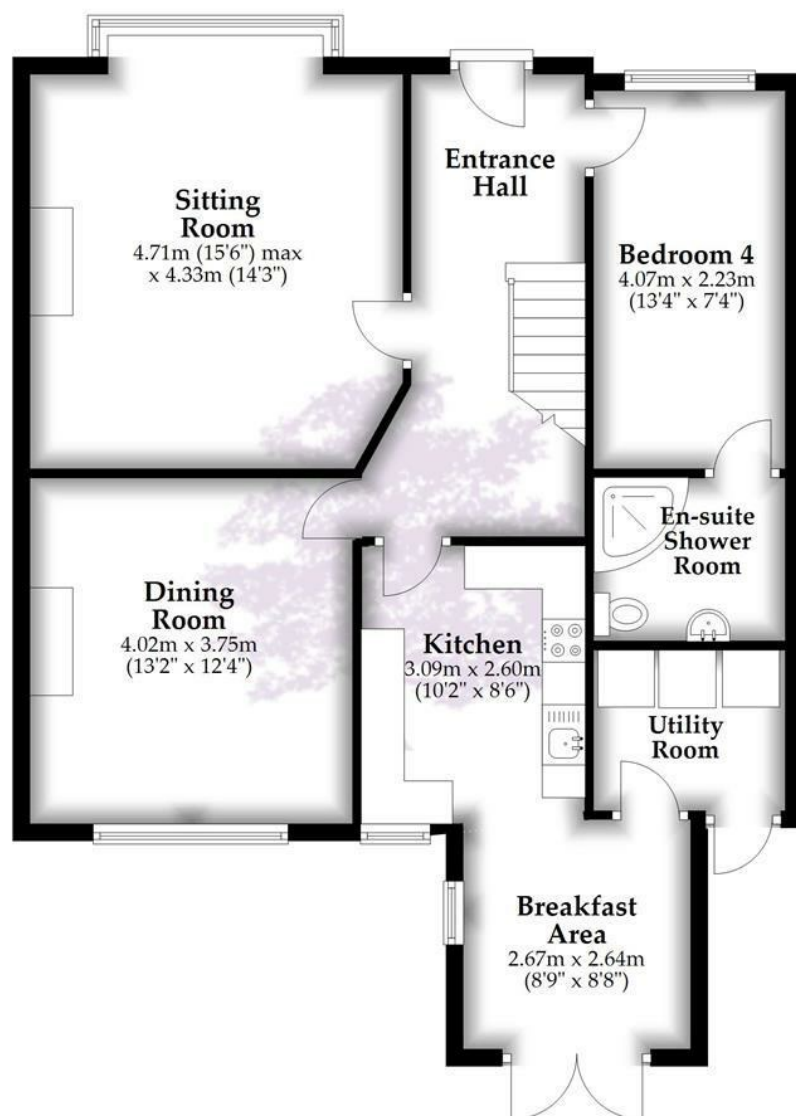 Sitting
Room
4.71m (15'6") max
x 4.33m (14'3")
Entrance
Hall
Bedroom 4
4.07m x 2.23m
(13'4" x 7'4")
En-suite
Shower
Room
Dining
Room
4.02m x 3.75m
(13'2" x 12'4")
Kitchen
3.09m x 2.60m
(10'2" x 8'6")
Utility
Room
Breakfast
Area
2.67m x 2.64m
(8'9" x 8'8")